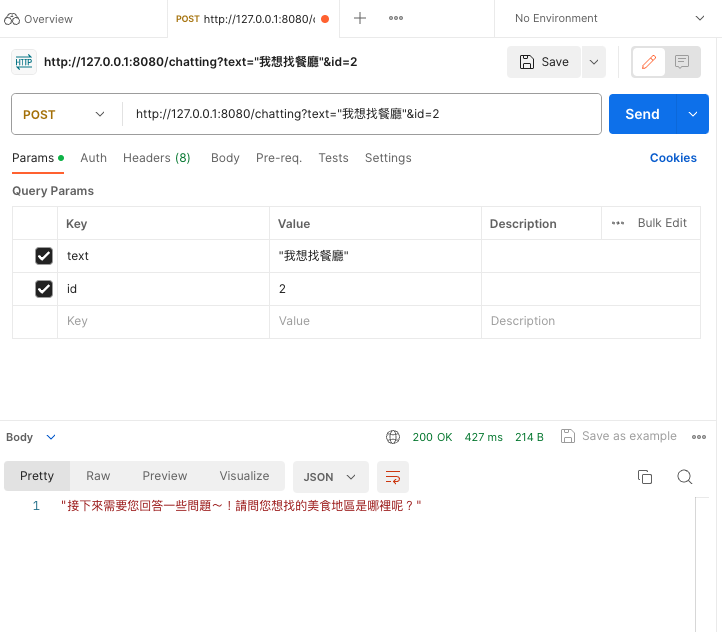 Overview
POST http://127.0.0.1:8080/c
No Environment
HTTP http://127.0.0.1:8080/chatting?text="我想找餐廳"&id=2
Save
POST http://127.0.0.1:8080/chatting?text="我想找餐廳"&id=2
Send
Params Auth Headers (8) Body Pre-req. Tests Settings Cookies
Query Params
Key Value Description ••• Bulk Edit
text "我想找餐廳"
id 2
Key Value Description
Body 200 OK 427 ms 214 B Save as example
Pretty Raw Preview Visualize JSON
1 "接下來需要您回答一些問題～！請問您想找的美食地區是哪裡呢？"